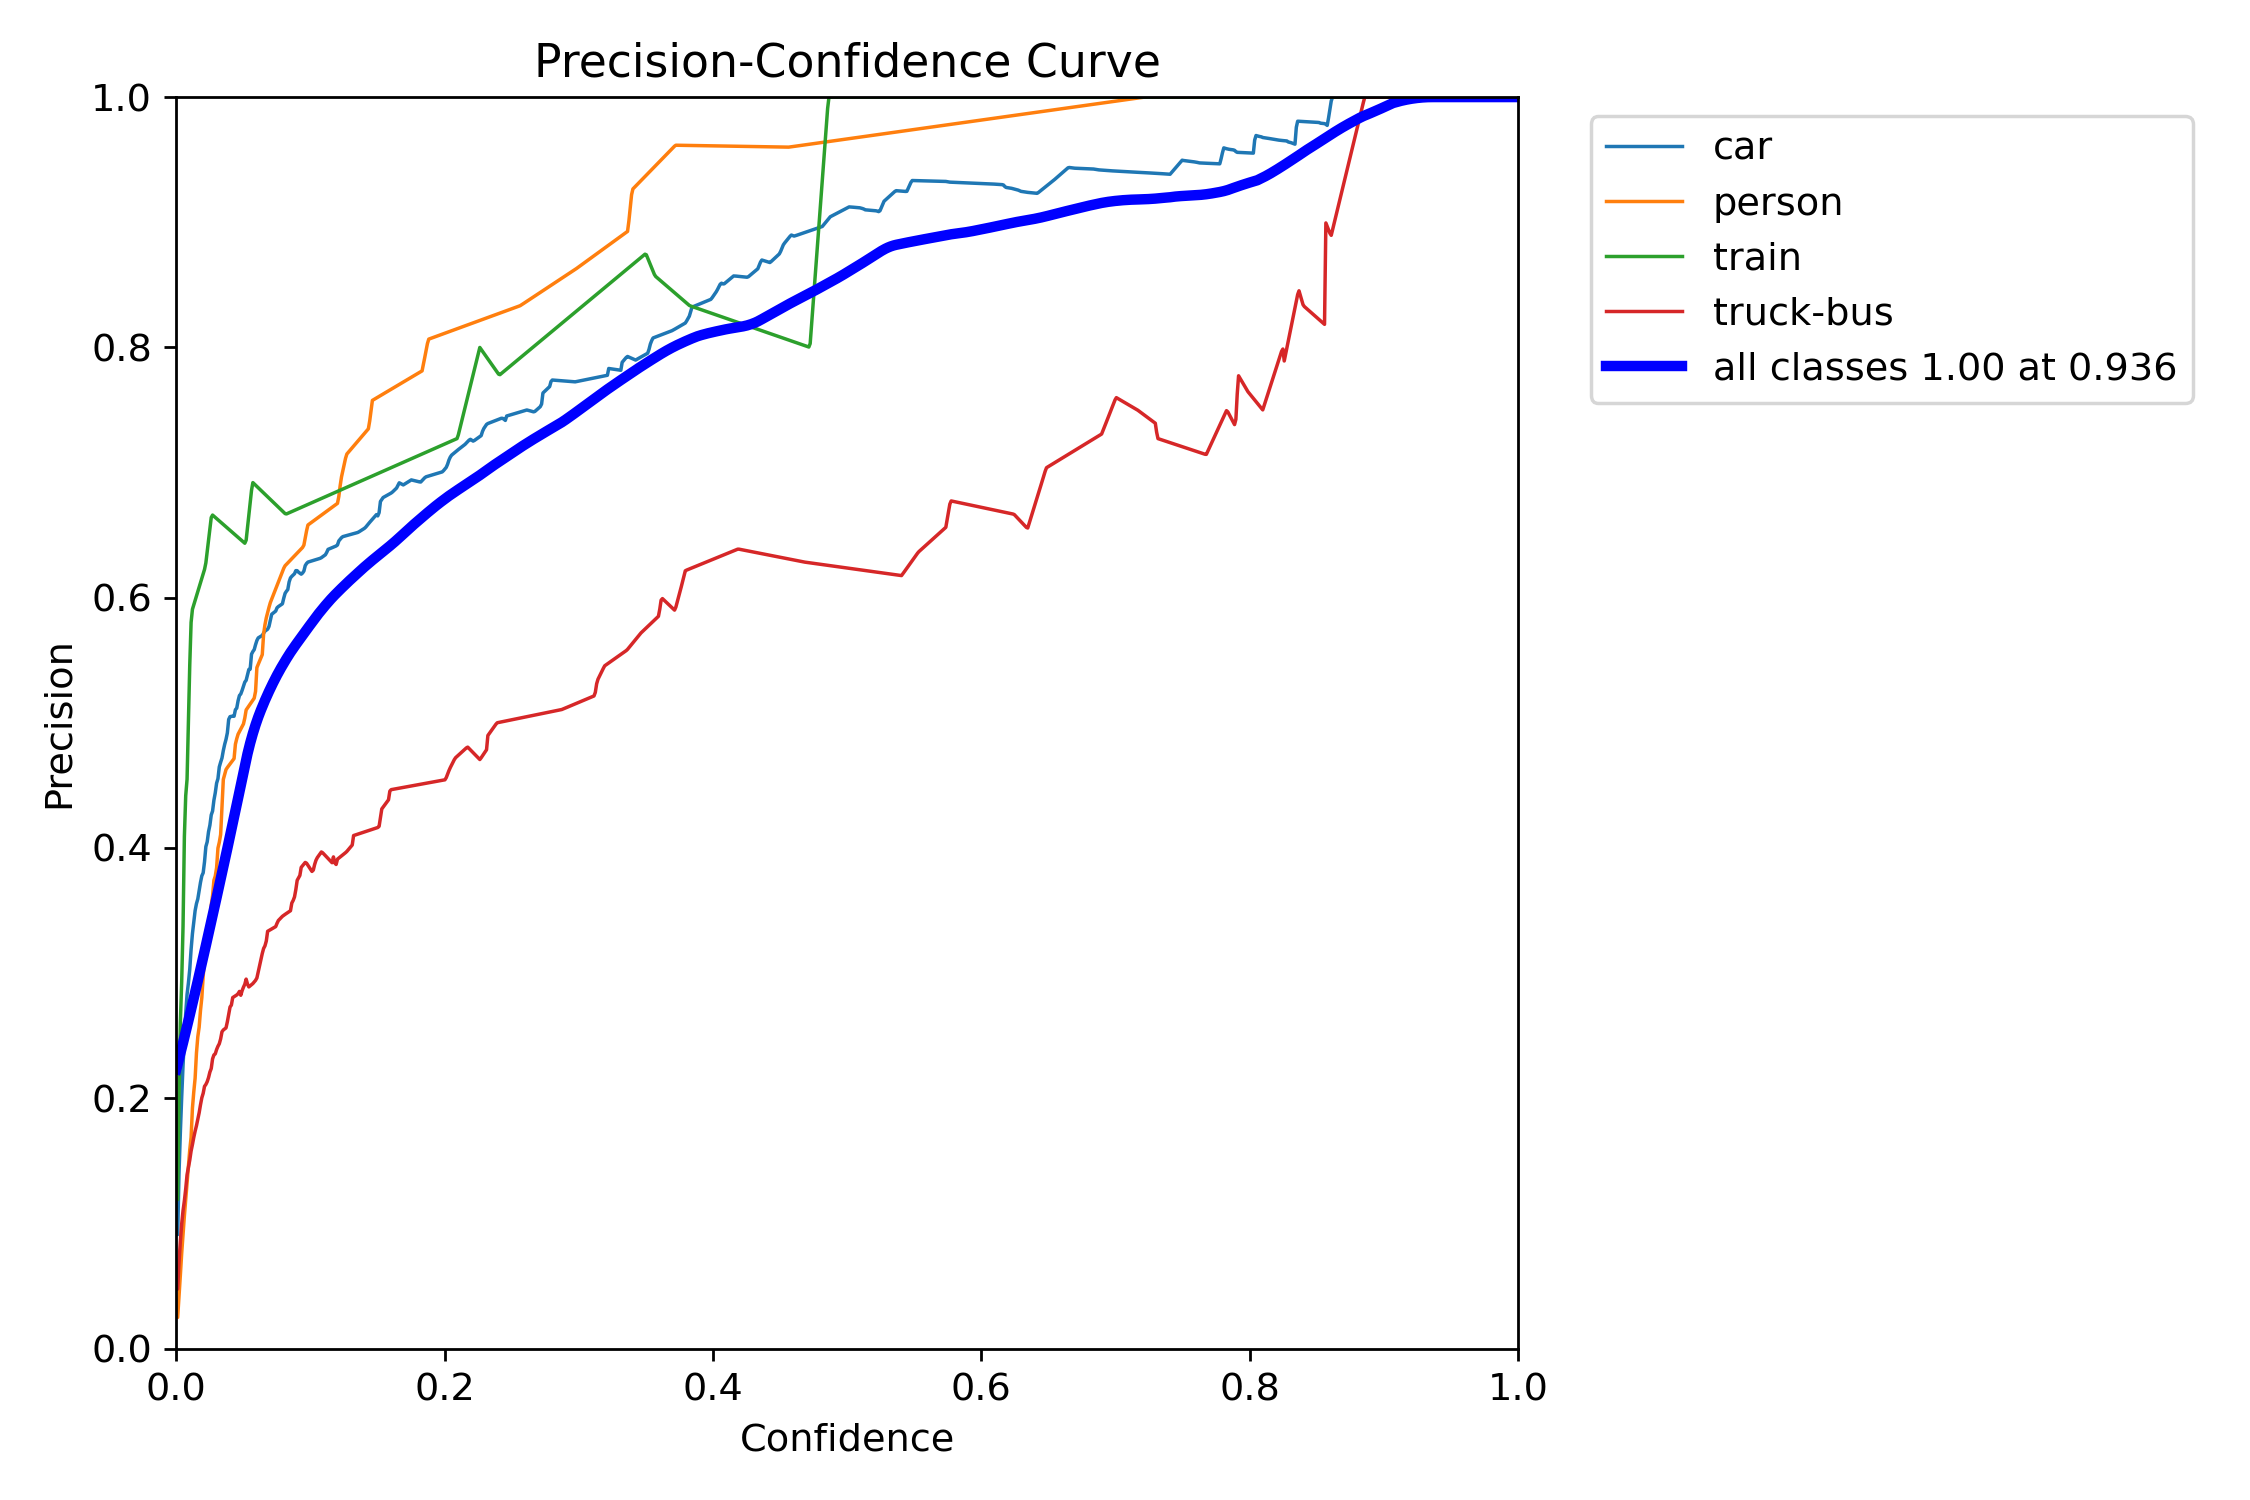 Precision-Confidence Curve
1.0
0.8
0.6
0.4
0.2
0.0
Precision
0.0 0.2 0.4 0.6 0.8 1.0
Confidence
car
person
train
truck-bus
all classes 1.00 at 0.936